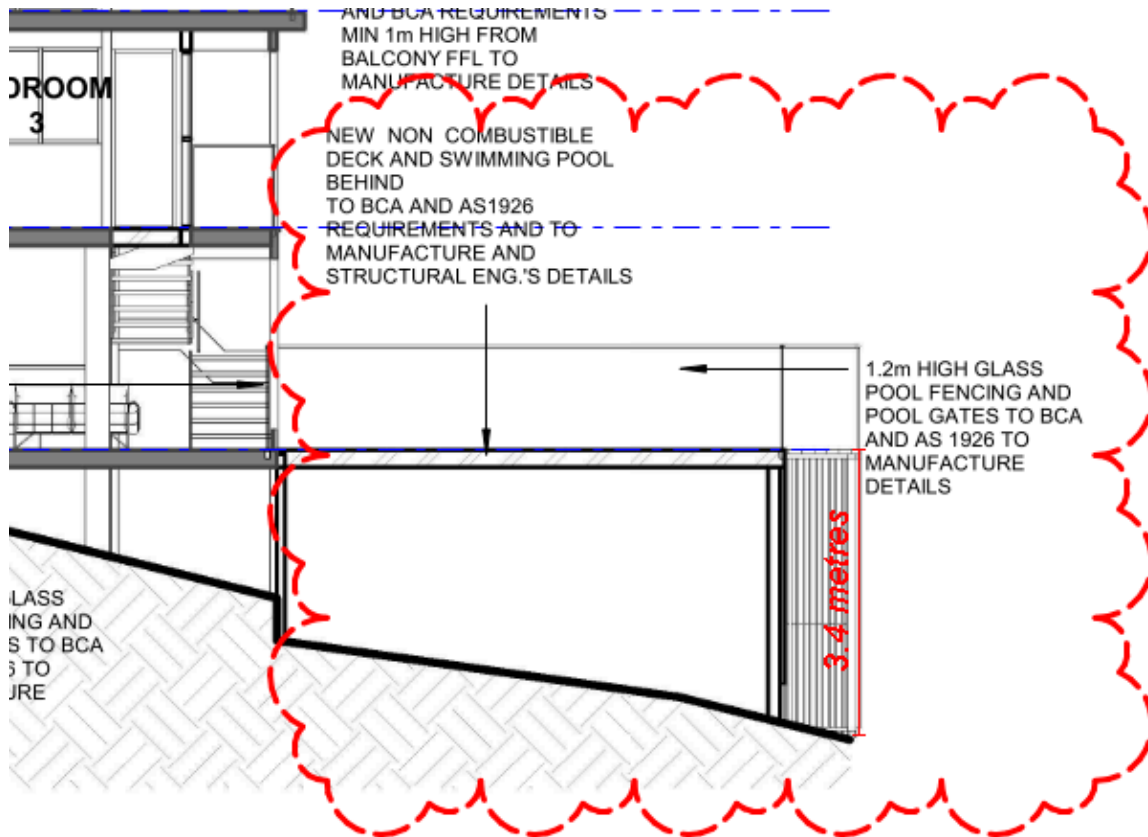 AND BCA REQUIREMENTS
MIN 1m HIGH FROM
BALCONY FFL TO
MANUFACTURE DETAILS
DROOM
3
NEW NON COMBUSTIBLE
DECK AND SWIMMING POOL
BEHIND
TO BCA AND AS1926
REQUIREMENTS AND TO
MANUFACTURE AND
STRUCTURAL ENG.'S DETAILS
1.2m HIGH GLASS
POOL FENCING AND
POOL GATES TO BCA
AND AS 1926 TO
MANUFACTURE
DETAILS
3.4 metres
LASS
NG AND
S TO BCA
6 TO
URE